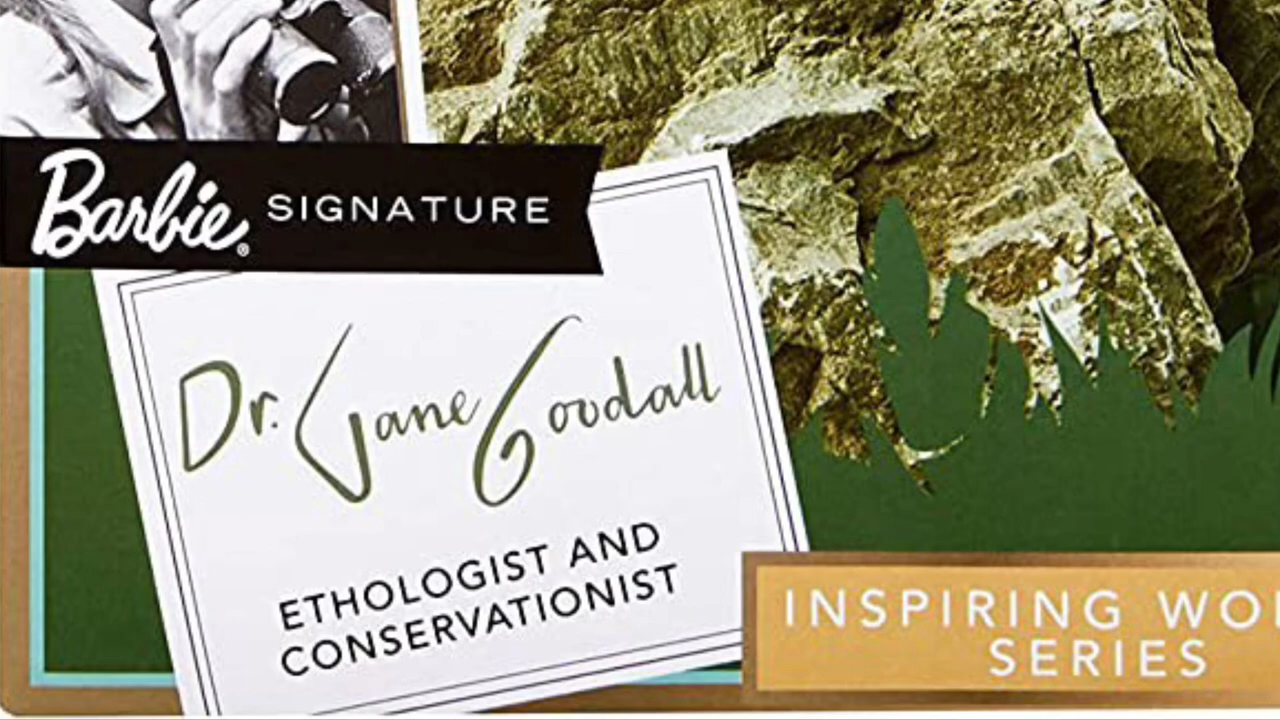 Barbie® SIGNATURE
Dr. Jane Goodall
ETHOLOGIST AND
CONSERVATIONIST
INSPIRING
SERIES